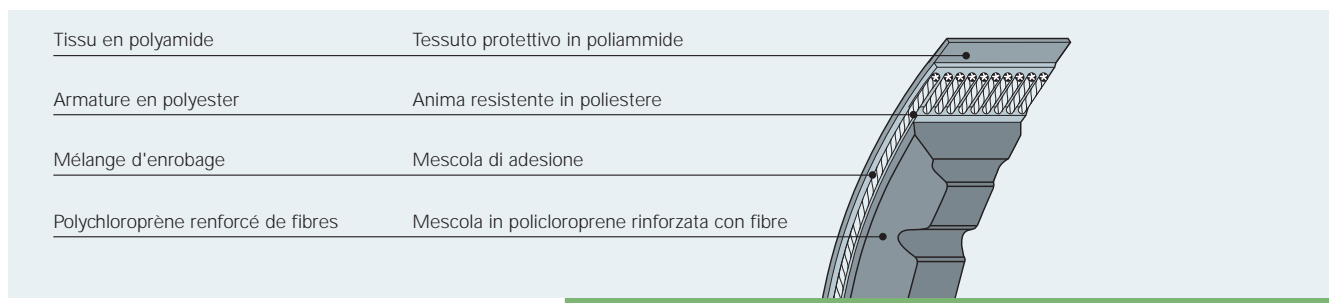 Tissu en polyamide Tessuto protettivo in poliammide
Armature en polyester Anima resistente in poliestere
Mélange d'enrobage Mescola di adesione
Polychloroprène renforcé de fibres Mescola in policloroprene rinforzata con fibre